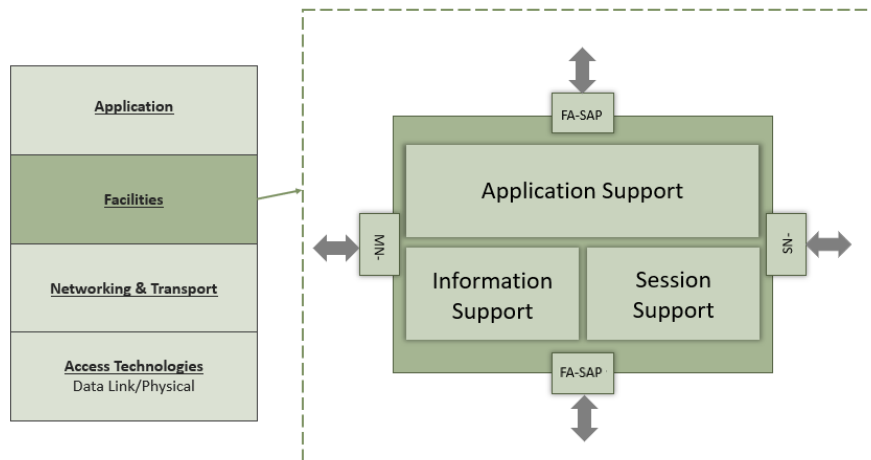 Application
Facilities
Networking & Transport
Access Technologies
Data Link/Physical
FA-SAP
Application Support
MN-
-NS
Information
Support
Session
Support
FA-SAP